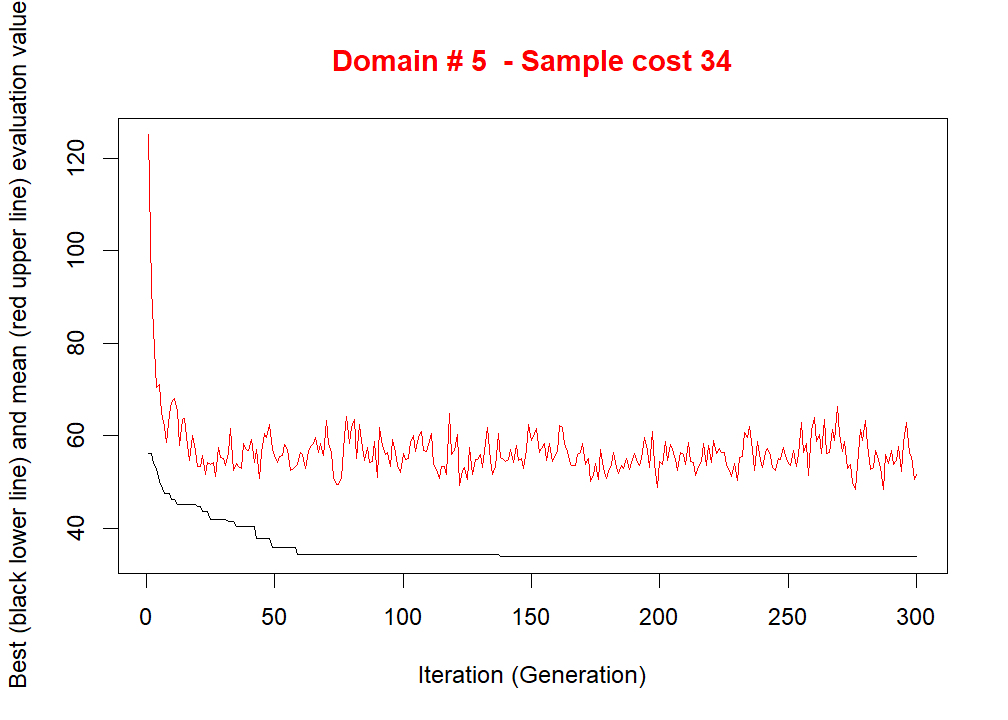 Domain # 5  - Sample cost 34
Best (black lower line) and mean (red upper line) evaluation value
120
100
80
60
40
0 50 100 150 200 250 300
Iteration (Generation)